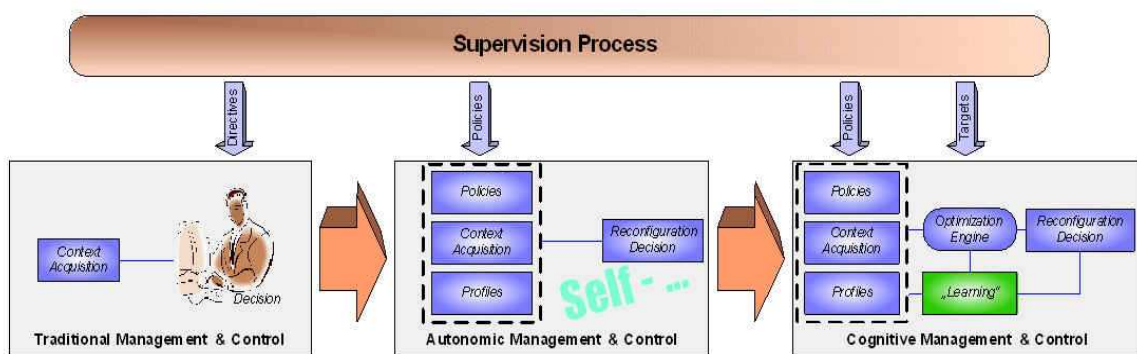 Supervision Process
Directives
Policies
Policies
Targets
Context
Acquisition
Decision
Traditional Management & Control
Policies
Context
Acquisition
Profiles
Reconfiguration
Decision
Self - ...
Autonomic Management & Control
Policies
Context
Acquisition
Profiles
Optimization
Engine
Reconfiguration
Decision
„Learning“
Cognitive Management & Control